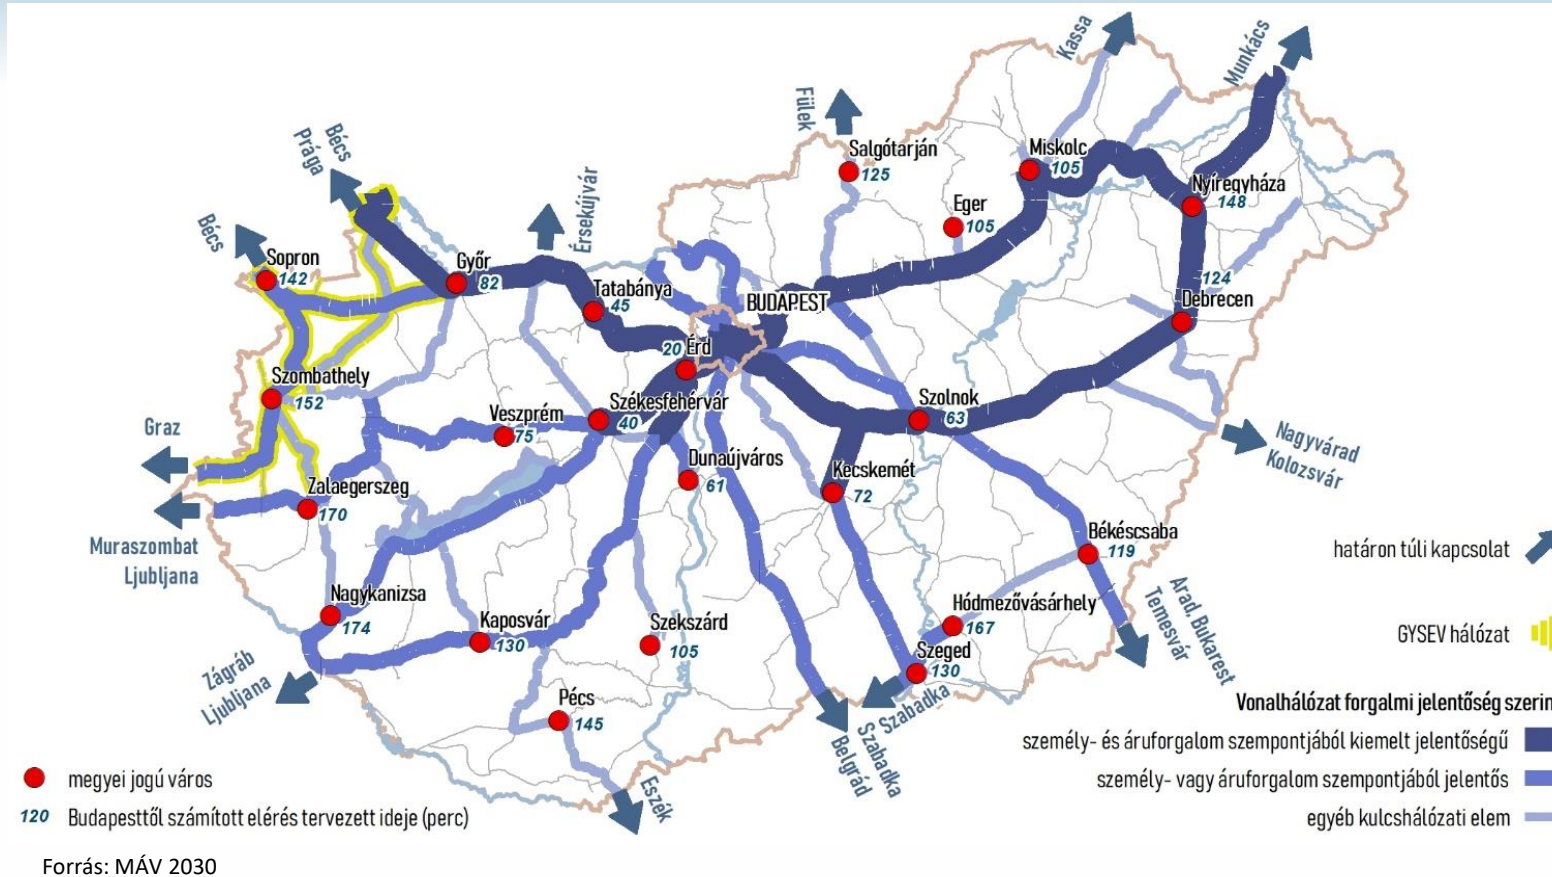 Kassa
Munkács
Fülek
Bécs
Prága
Bécs
Érsekújvár
Salgótarján
125
Miskolc
105
Eger
105
Nyíregyháza
148
Sopron
142
Győr
82
Tatabánya
45
BUDAPEST
124
Debrecen
20 Érd
Szombathely
152
Veszprém
75
Székesfehérvár
40
Szolnok
63
Graz
Dunaújváros
61
Kecskemét
72
Nagyvárad
Kolozsvár
Zalaegerszeg
170
Muraszombat
Ljubljana
Békéscsaba
119
Nagykanizsa
174
Kaposvár
130
Szekszárd
105
Hódmezővásárhely
167
Szeged
130
Arad, Bukarest
Temesvár
Zágráb
Ljubljana
Pécs
145
Szabadka
Szabadka
Belgrád
Eszék
határon túli kapcsolat
GYSEV hálózat
Vonalhálózat forgalmi jelentőség szerin
személy- és áruforgalom szempontjából kiemelt jelentőségű
személy- vagy áruforgalom szempontjából jelentős
egyéb kulcshálózati elem
megyei jogú város
120 Budapesttől számított elérés tervezett ideje (perc)
Forrás: MÁV 2030